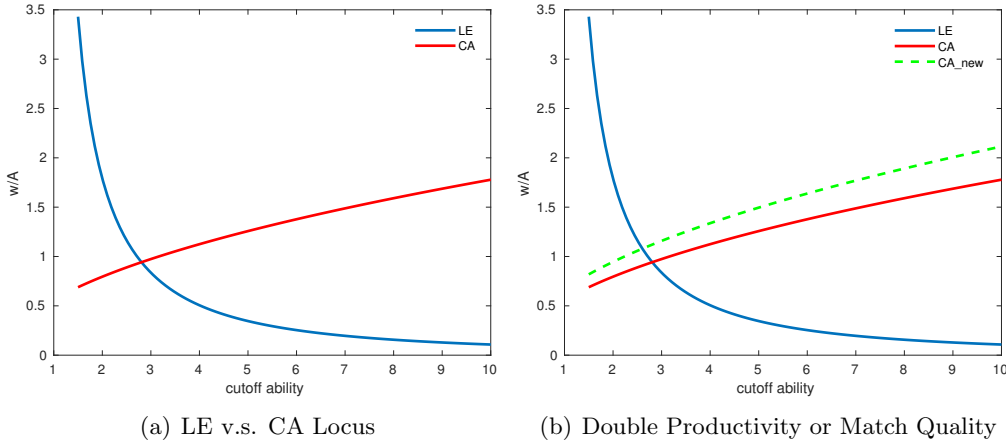 3.5
3
2.5
2
1.5
1
0.5
0
w/A
1 2 3 4 5 6 7 8 9 10
cutoff ability
LE
CA
(a) LE v.s. CA Locus
3.5
3
2.5
2
1.5
1
0.5
0
w/A
1 2 3 4 5 6 7 8 9 10
cutoff ability
LE
CA
CA_new
(b) Double Productivity or Match Quality